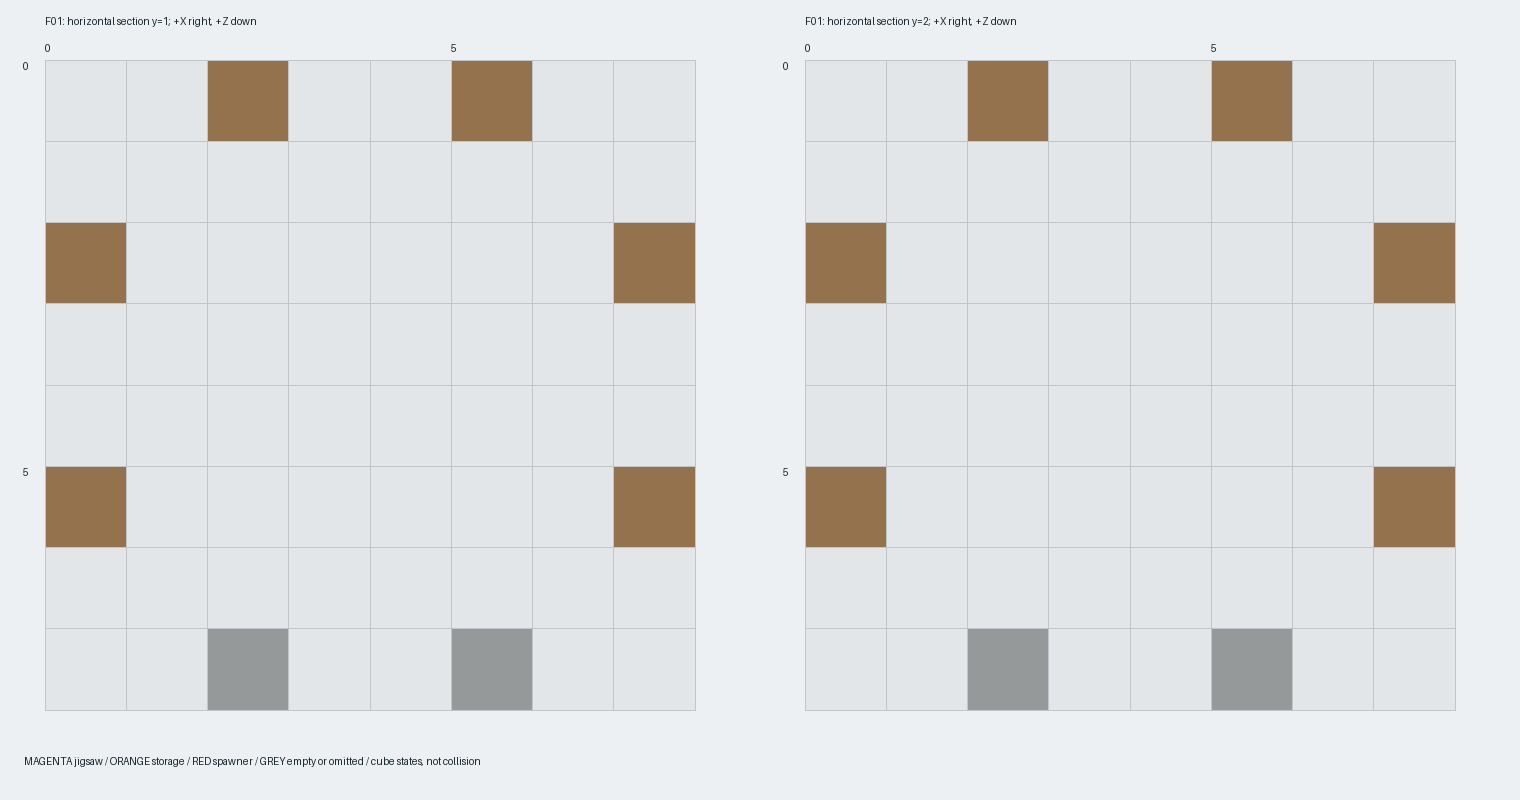 F01: horizontal section y=1; +X right, +Z down
F01: horizontal section y=2; +X right, +Z down
0 5
0 5
0
0
5
5
MAGENTA jigsaw / ORANGE storage / RED spawner / GREY empty or omitted / cube states, not collision